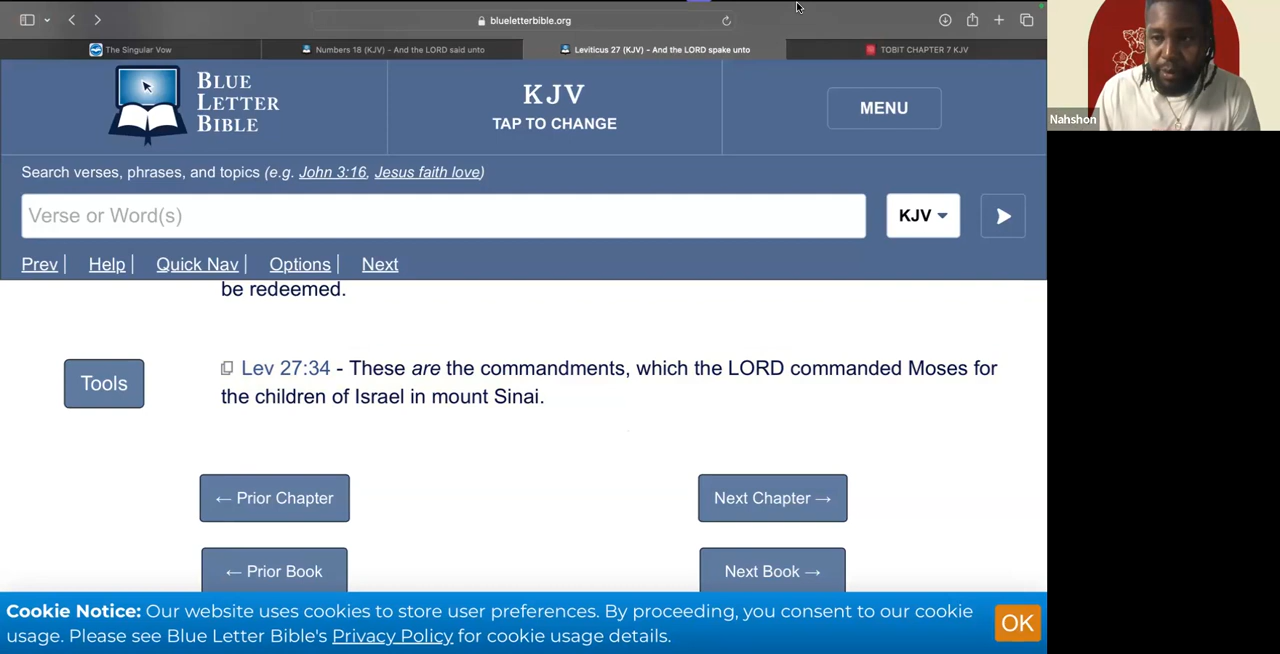 blueletterbible.org
The Singular Vow
Numbers 18 (KJV) - And the LORD said unto
Leviticus 27 (KJV) - And the LORD spake unto
TOBIT CHAPTER 7 KJV
BLUE
LETTER
BIBLE
KJV
TAP TO CHANGE
MENU
Nahshon
Search verses, phrases, and topics (e.g. John 3:16, Jesus faith love)
Verse or Word(s)
KJV
Prev | Help | Quick Nav | Options | Next
be redeemed.
Tools
Lev 27:34 - These are the commandments, which the LORD commanded Moses for
the children of Israel in mount Sinai.
← Prior Chapter
Next Chapter →
← Prior Book
Next Book →
Cookie Notice: Our website uses cookies to store user preferences. By proceeding, you consent to our cookie
usage. Please see Blue Letter Bible's Privacy Policy for cookie usage details.
OK